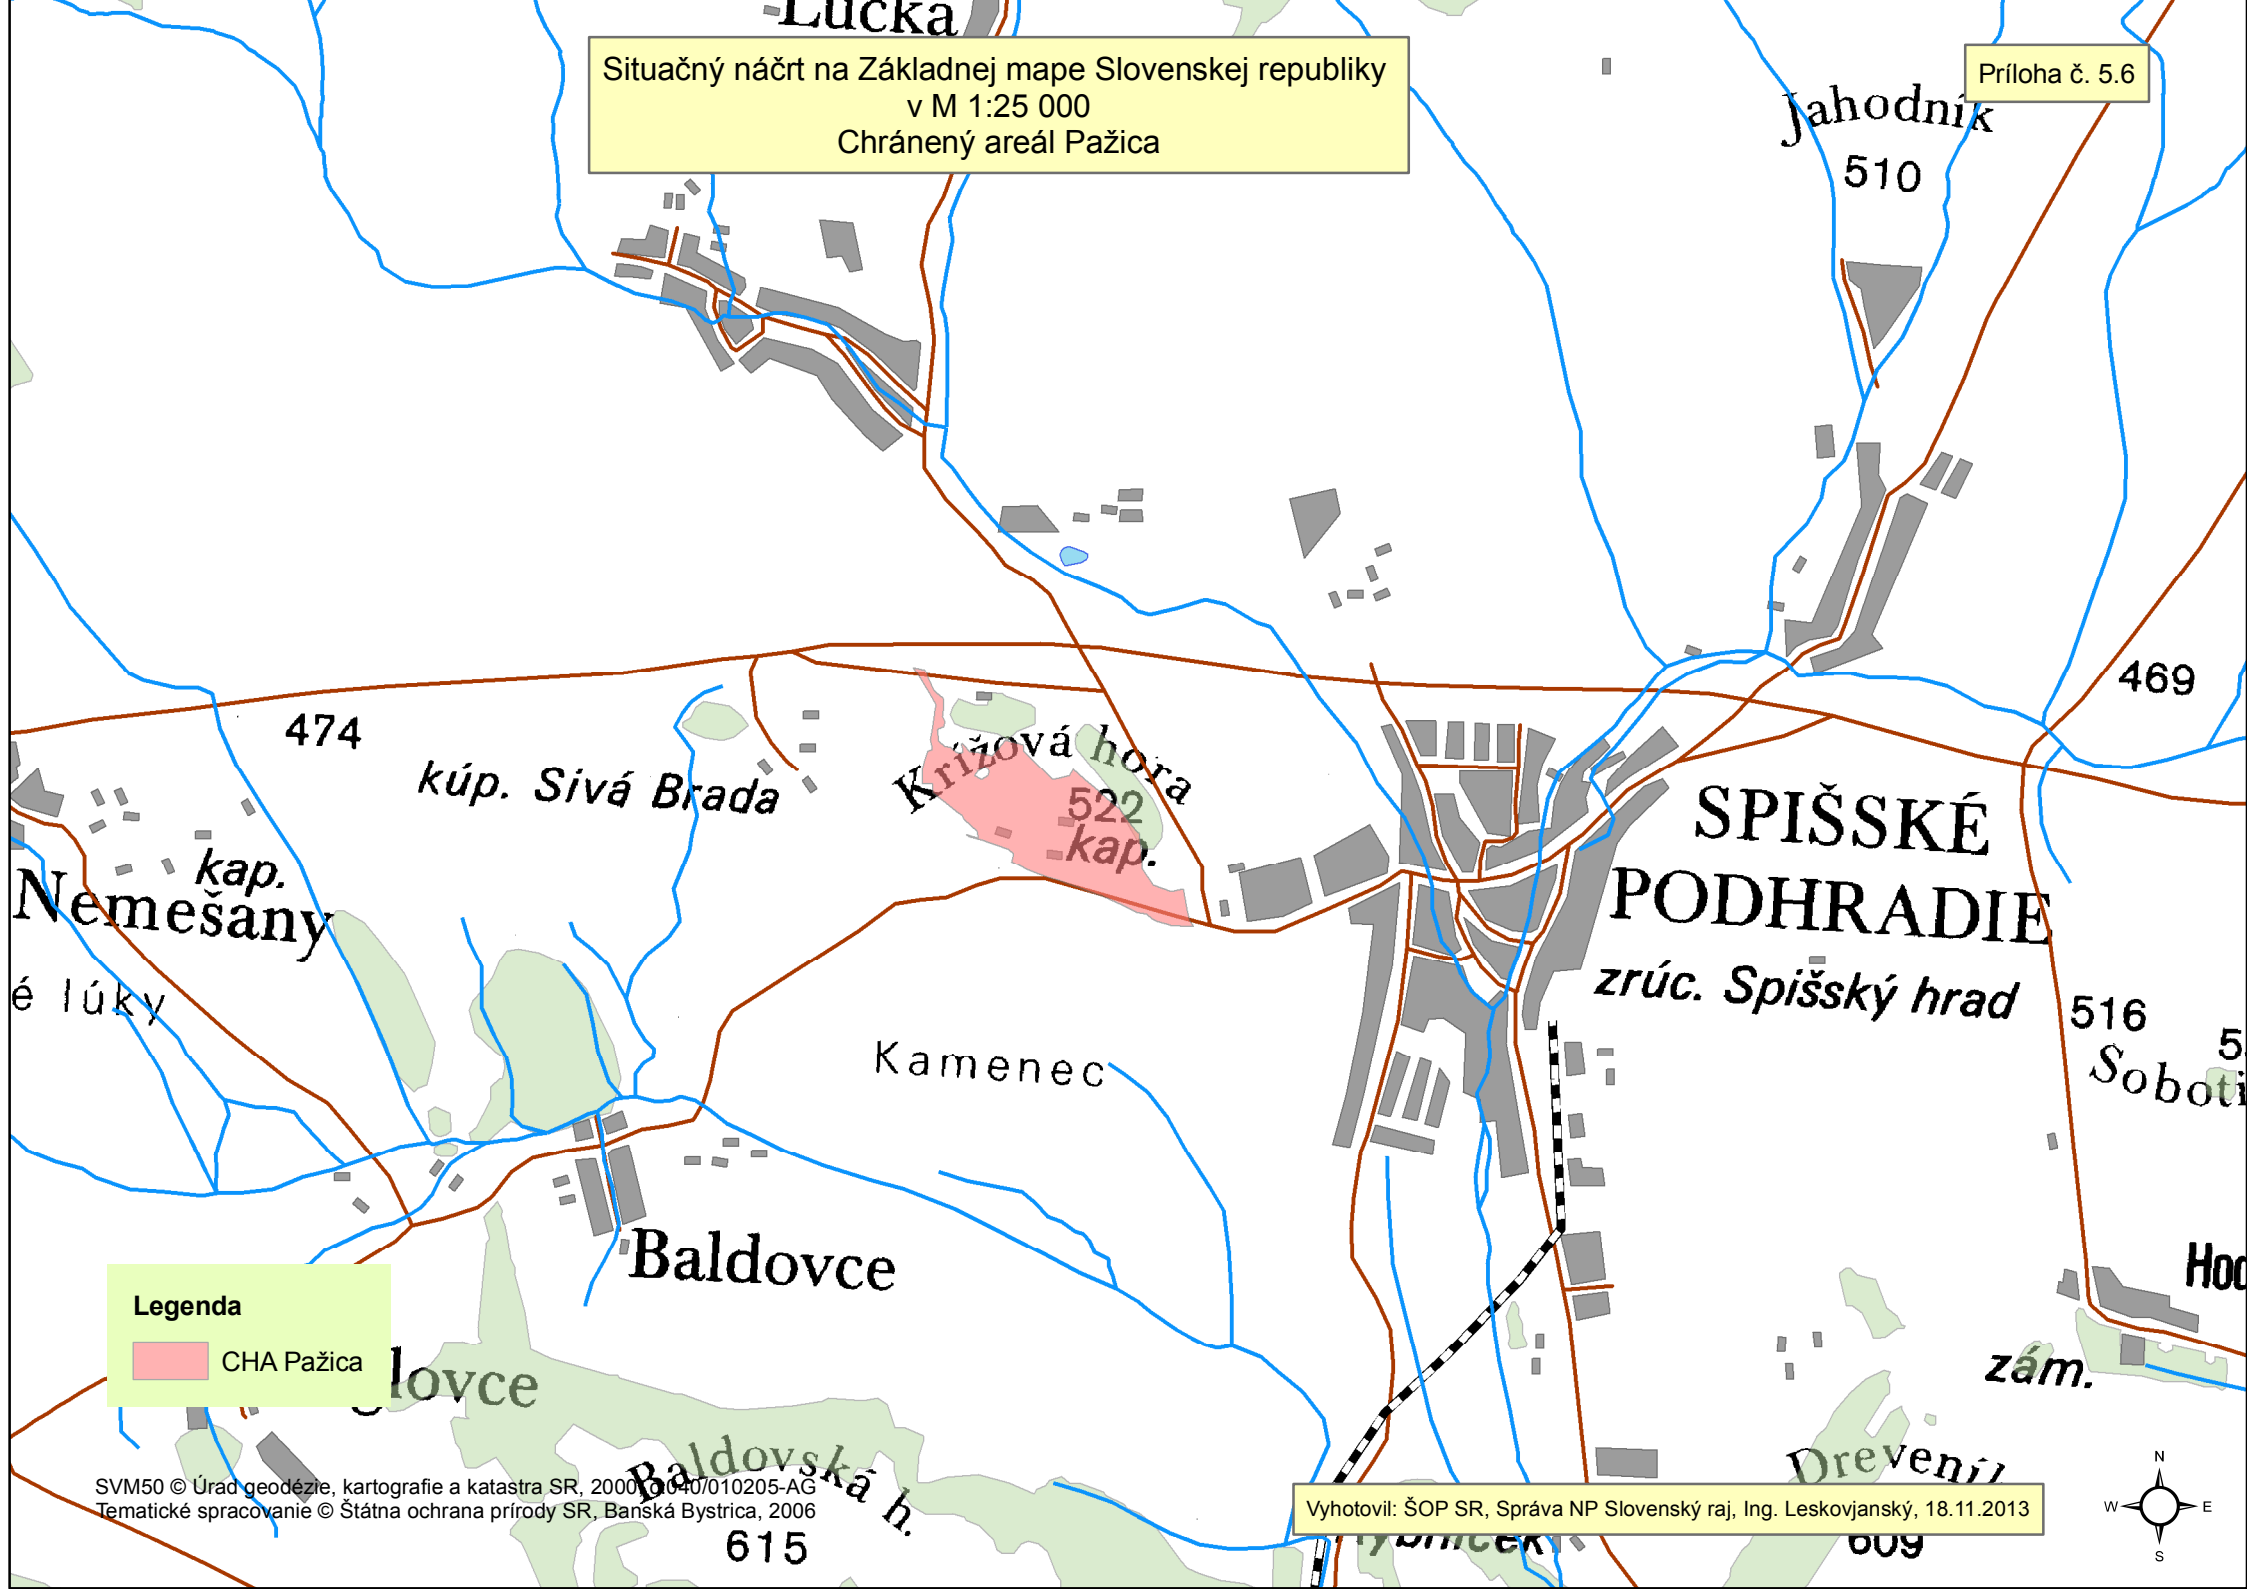 Lúčka
Situačný náčrt na Základnej mape Slovenskej republiky
v M 1:25 000
Chránený areál Pažica
Príloha č. 5.6
Jahodník
510
469
474
kúp. Sivá Brada
Krížová hora
522
kap.
SPIŠSKÉ
PODHRADIE
zrúc. Spišský hrad
kap.
Nemešany
é lúky
516
Kamenec
Baldovce
Legenda
CHA Pažica
lovce
zám.
Baldovská h.
615
SVM50 © Úrad geodézie, kartografie a katastra SR, 2000, č.040/010205-AG
Tematické spracovanie © Štátna ochrana prírody SR, Banská Bystrica, 2006
Vyhotovil: ŠOP SR, Správa NP Slovenský raj, Ing. Leskovjanský, 18.11.2013
609
N
W E
S